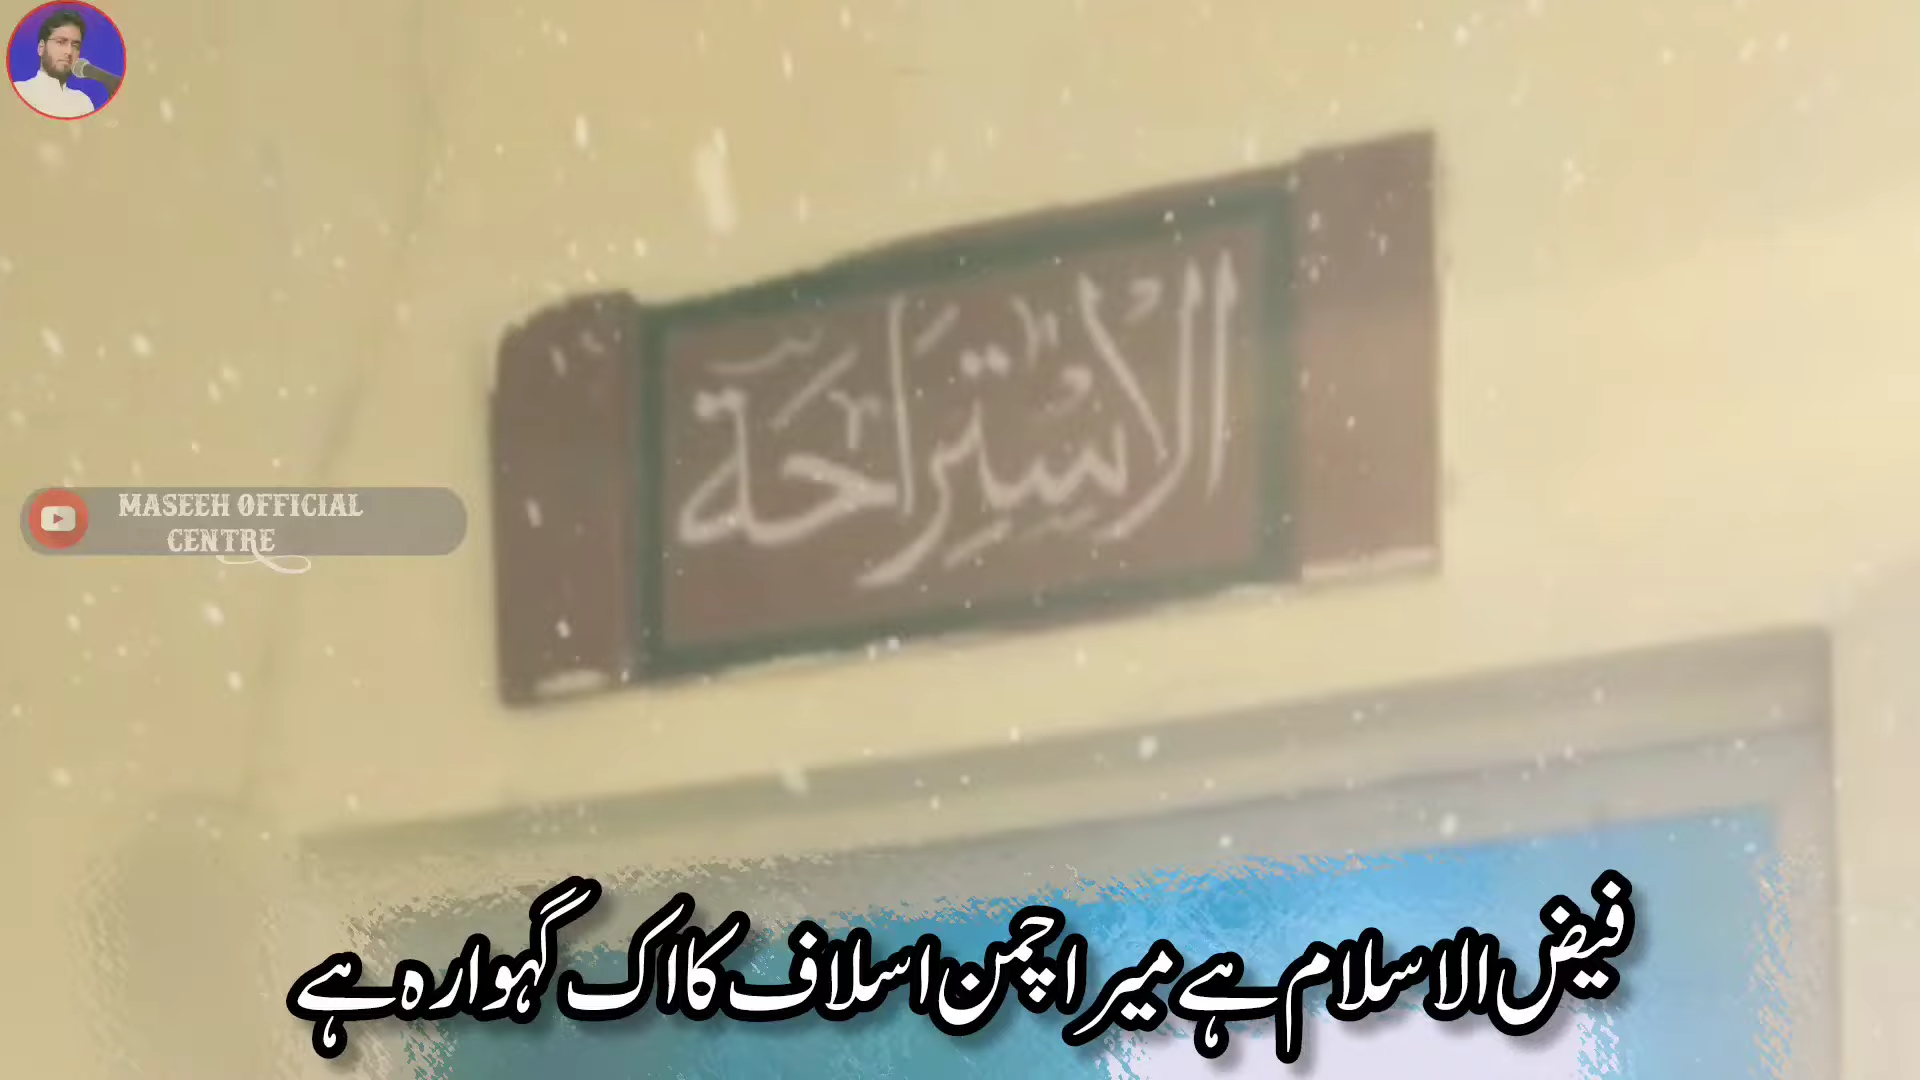 الاستراحة
MASEEH OFFICIAL
CENTRE
فیض الاسلام ہے میرا چمن اسلاف کا اک گہوارہ ہے